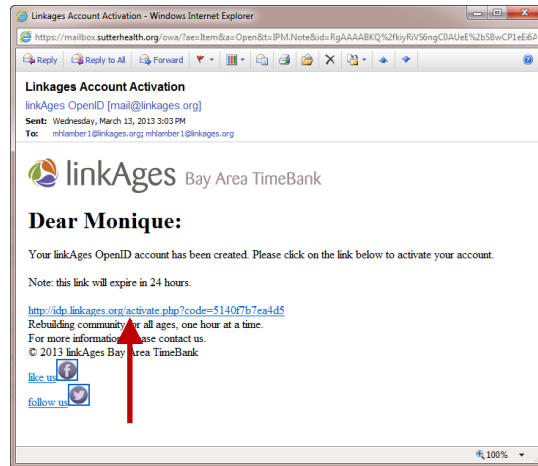 Linkages Account Activation - Windows Internet Explorer
https://mailbox.sutterhealth.org/owa/?ae=Item&a=Open&t=IPM.Note&id=RgAAAABKQ%2fkiyRiVS6ngC0AUeE%2bSBwCP1eEi6A
Reply Reply to All Forward
Linkages Account Activation
linkAges OpenID [mail@linkages.org]
Sent: Wednesday, March 13, 2013 3:03 PM
To: mhlamber1@linkages.org; mhlamber1@linkages.org
linkAges Bay Area TimeBank
Dear Monique:
Your linkAges OpenID account has been created. Please click on the link below to activate your account.
Note: this link will expire in 24 hours.
http://idp.linkages.org/activate.php?code=5140f7b7ea4d5
Rebuilding community for all ages, one hour at a time.
For more information please contact us.
© 2013 linkAges Bay Area TimeBank
like us
follow us
100%